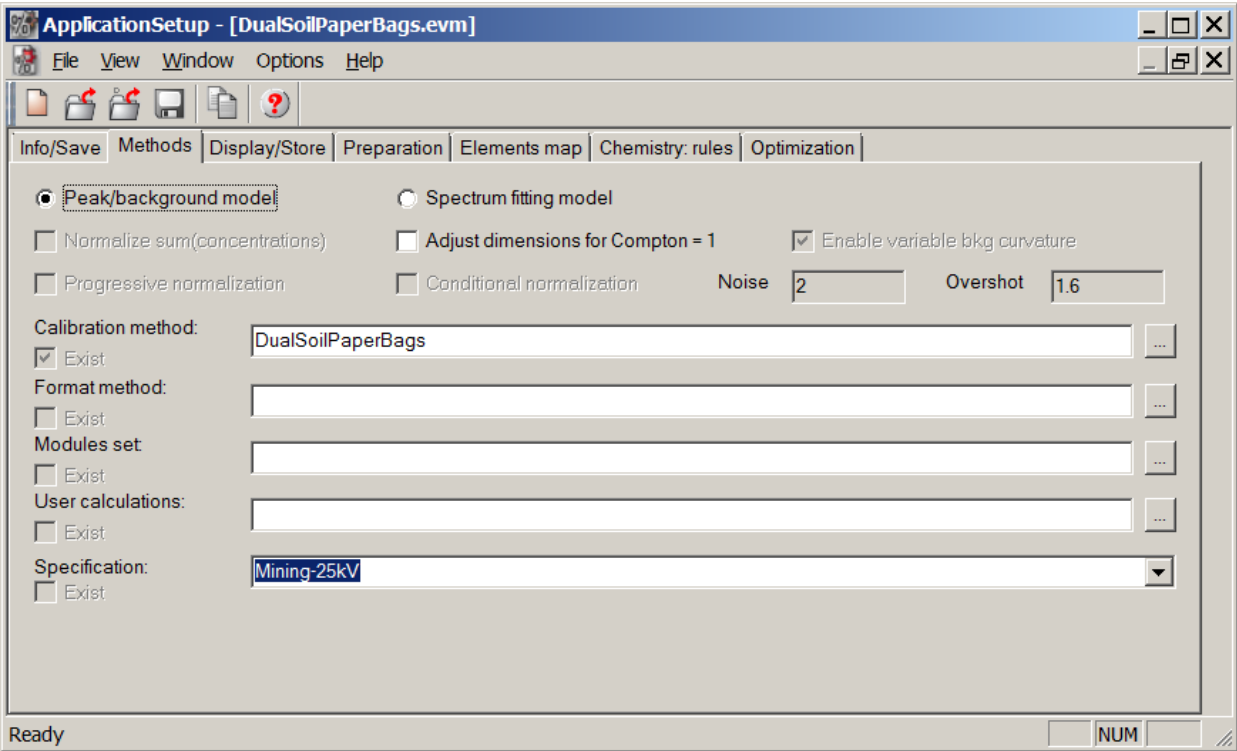 ApplicationSetup - [DualSoilPaperBags.evm]
File View Window Options Help
Info/Save Methods Display/Store Preparation Elements map Chemistry: rules Optimization
Peak/background model Spectrum fitting model
Normalize sum(concentrations) Adjust dimensions for Compton = 1 Enable variable bkg curvature
Progressive normalization Conditional normalization Noise 2 Overshot 1.6
Calibration method: DualSoilPaperBags ...
Exist
Format method: ...
Exist
Modules set: ...
Exist
User calculations: ...
Exist
Specification: Mining-25kV
Exist
Ready NUM